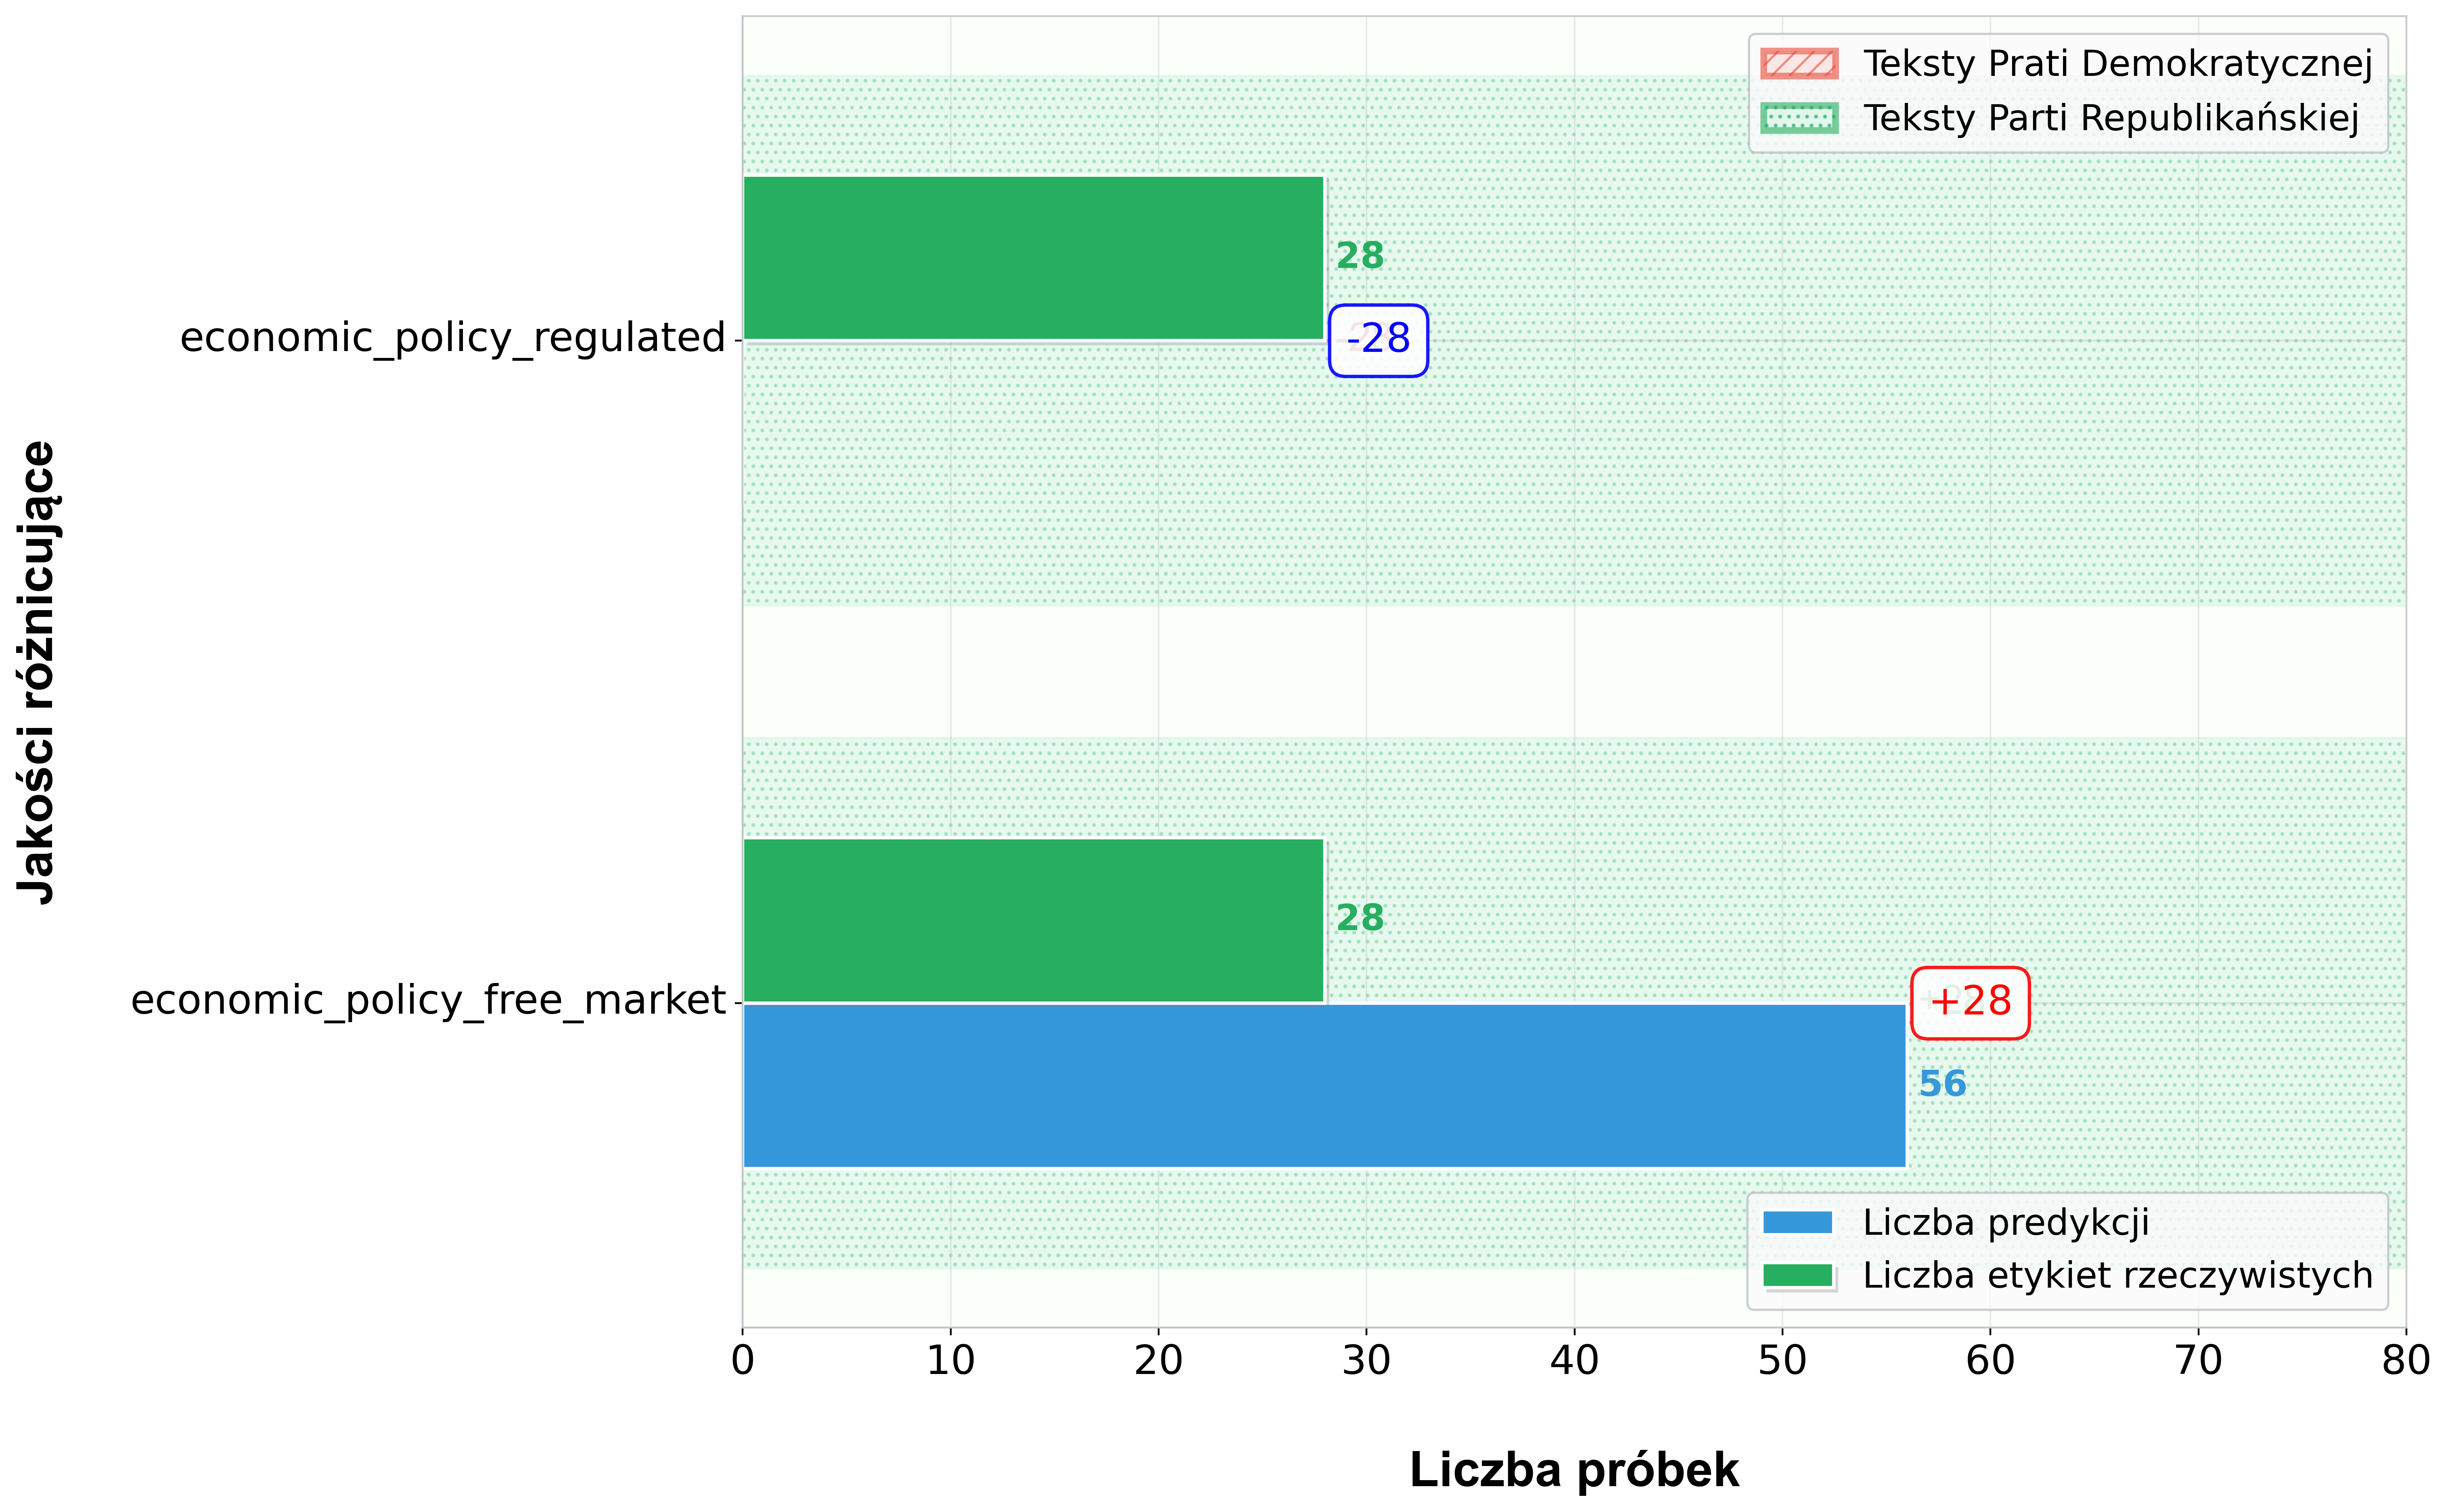 Teksty Prati Demokratycznej
Teksty Parti Republikańskiej
28
economic_policy_regulated
-28
Jakości różnicujące
28
economic_policy_free_market
+28
56
Liczba predykcji
Liczba etykiet rzeczywistych
0 10 20 30 40 50 60 70 80
Liczba próbek